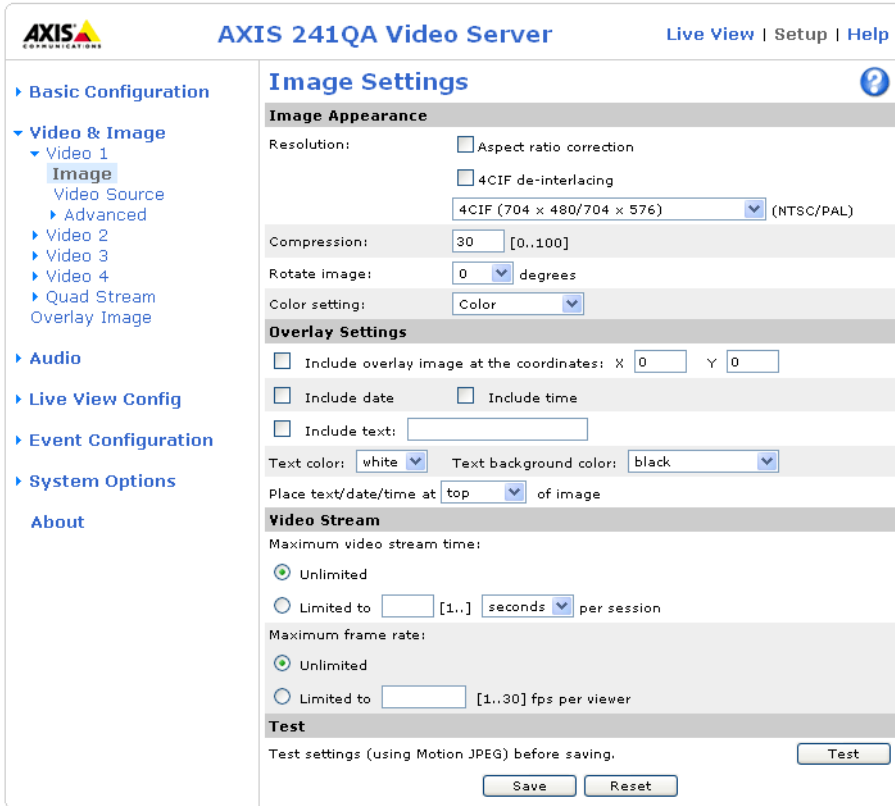 AXIS
COMMUNICATIONS
AXIS 241QA Video Server
Live View | Setup | Help
Basic Configuration
Video & Image
Video 1
Image
Video Source
Advanced
Video 2
Video 3
Video 4
Quad Stream
Overlay Image
Audio
Live View Config
Event Configuration
System Options
About
Image Settings
?
Image Appearance
Resolution:
Aspect ratio correction
4CIF de-interlacing
4CIF (704 x 480/704 x 576) (NTSC/PAL)
Compression: 30 [0..100]
Rotate image: 0 degrees
Color setting: Color
Overlay Settings
Include overlay image at the coordinates: X 0 Y 0
Include date Include time
Include text:
Text color: white Text background color: black
Place text/date/time at top of image
Video Stream
Maximum video stream time:
Unlimited
Limited to [1..] seconds per session
Maximum frame rate:
Unlimited
Limited to [1..30] fps per viewer
Test
Test settings (using Motion JPEG) before saving. Test
Save Reset